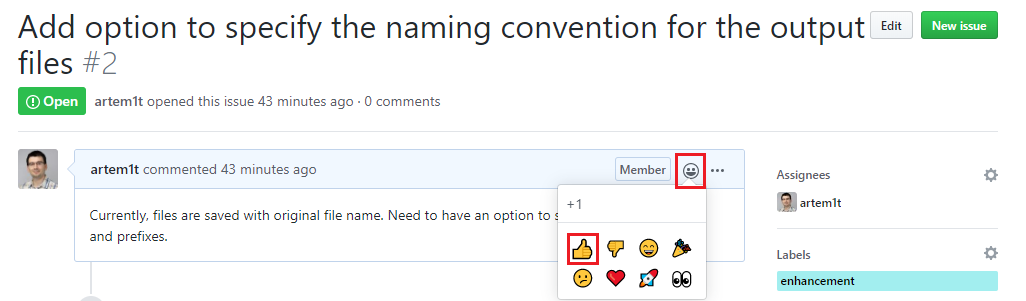 Add option to specify the naming convention for the output
files #2
Edit
New issue
Open
artem1t opened this issue 43 minutes ago · 0 comments
artem1t commented 43 minutes ago
Member
Currently, files are saved with original file name. Need to have an option to
and prefixes.
+1
Assignees
artem1t
Labels
enhancement